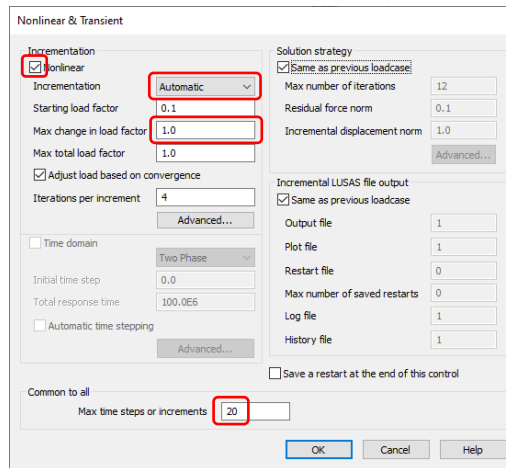 Nonlinear & Transient
Incrementation
Nonlinear
Incrementation Automatic
Starting load factor 0.1
Max change in load factor 1.0
Max total load factor 1.0
Adjust load based on convergence
Iterations per increment 4
Advanced...
Time domain
Two Phase
Initial time step 0.0
Total response time 100.0E6
Automatic time stepping
Advanced...
Common to all
Max time steps or increments 20
Solution strategy
Same as previous loadcase
Max number of iterations 12
Residual force norm 0.1
Incremental displacement norm 1.0
Advanced...
Incremental LUSAS file output
Same as previous loadcase
Output file 1
Plot file 1
Restart file 0
Max number of saved restarts 0
Log file 1
History file 1
Save a restart at the end of this control
OK Cancel Help